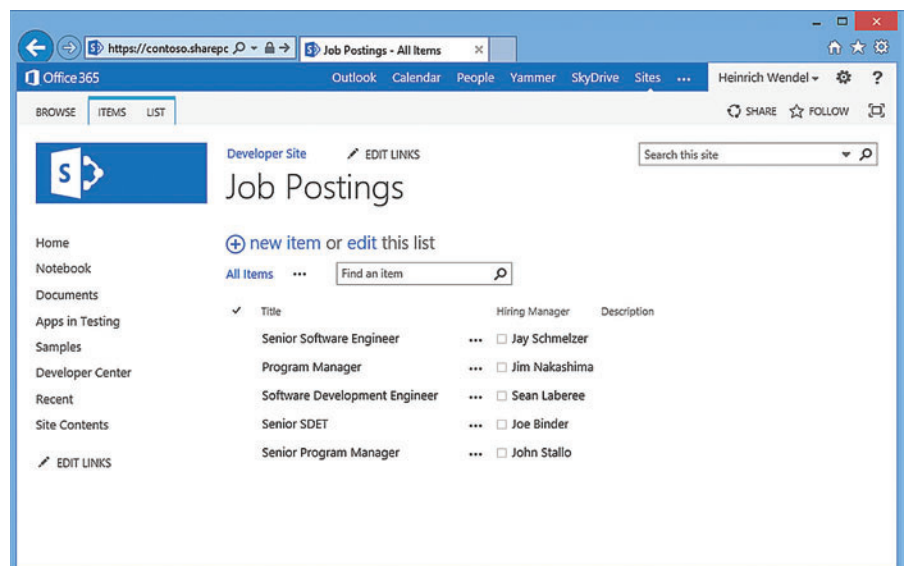 https://contoso.sharepc
Job Postings - All Items
Office 365
Outlook Calendar People Yammer SkyDrive Sites ••• Heinrich Wendel ?
BROWSE ITEMS LIST
SHARE FOLLOW
S
Developer Site EDIT LINKS
Search this site
Job Postings
Home
new item or edit this list
Notebook
All Items ••• Find an item
Documents
Apps in Testing
Samples
Developer Center
Recent
Site Contents
EDIT LINKS
Title Hiring Manager Description
Senior Software Engineer ••• Jay Schmelzer
Program Manager ••• Jim Nakashima
Software Development Engineer ••• Sean Laberee
Senior SDET ••• Joe Binder
Senior Program Manager ••• John Stallo